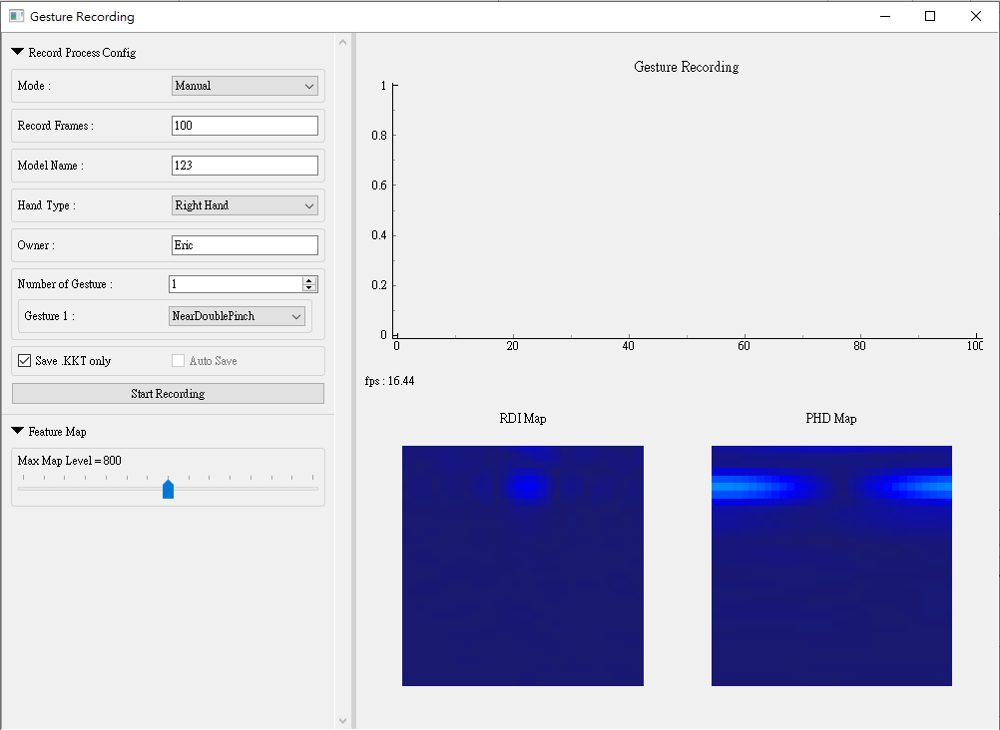 Gesture Recording
Record Process Config
Mode : Manual
Record Frames : 100
Model Name : 123
Hand Type : Right Hand
Owner : Eric
Number of Gesture : 1
Gesture 1 : NearDoublePinch
Save .KKT only Auto Save
Start Recording
Feature Map
Max Map Level = 800
Gesture Recording
1
0.8
0.6
0.4
0.2
0
0 20 40 60 80 100
fps : 16.44
RDI Map PHD Map